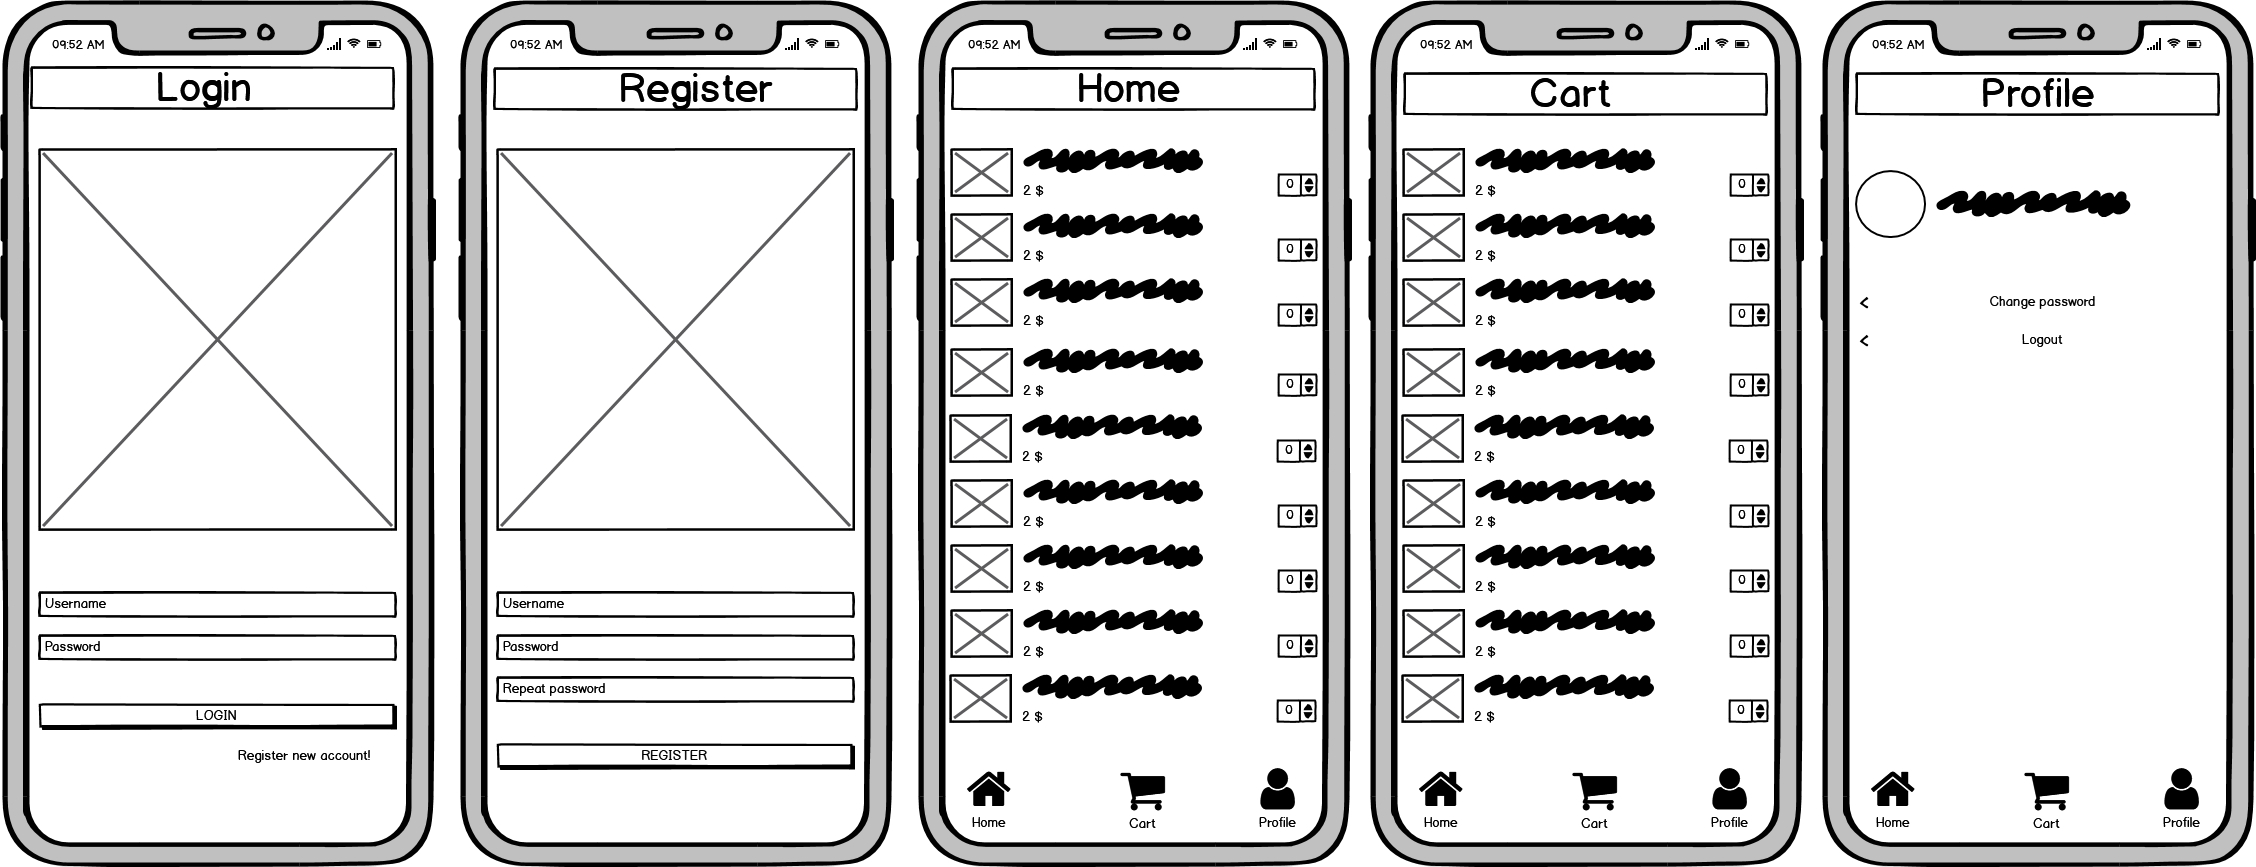 09:52 AM
Login
Username
Password
LOGIN
Register new account!
09:52 AM
Register
Username
Password
Repeat password
REGISTER
09:52 AM
Home
2 $
0
2 $
0
2 $
0
2 $
0
2 $
0
2 $
0
2 $
0
2 $
0
2 $
0
Home
Cart
Profile
09:52 AM
Cart
2 $
0
2 $
0
2 $
0
2 $
0
2 $
0
2 $
0
2 $
0
2 $
0
2 $
0
Home
Cart
Profile
09:52 AM
Profile
< Change password
< Logout
Home
Cart
Profile